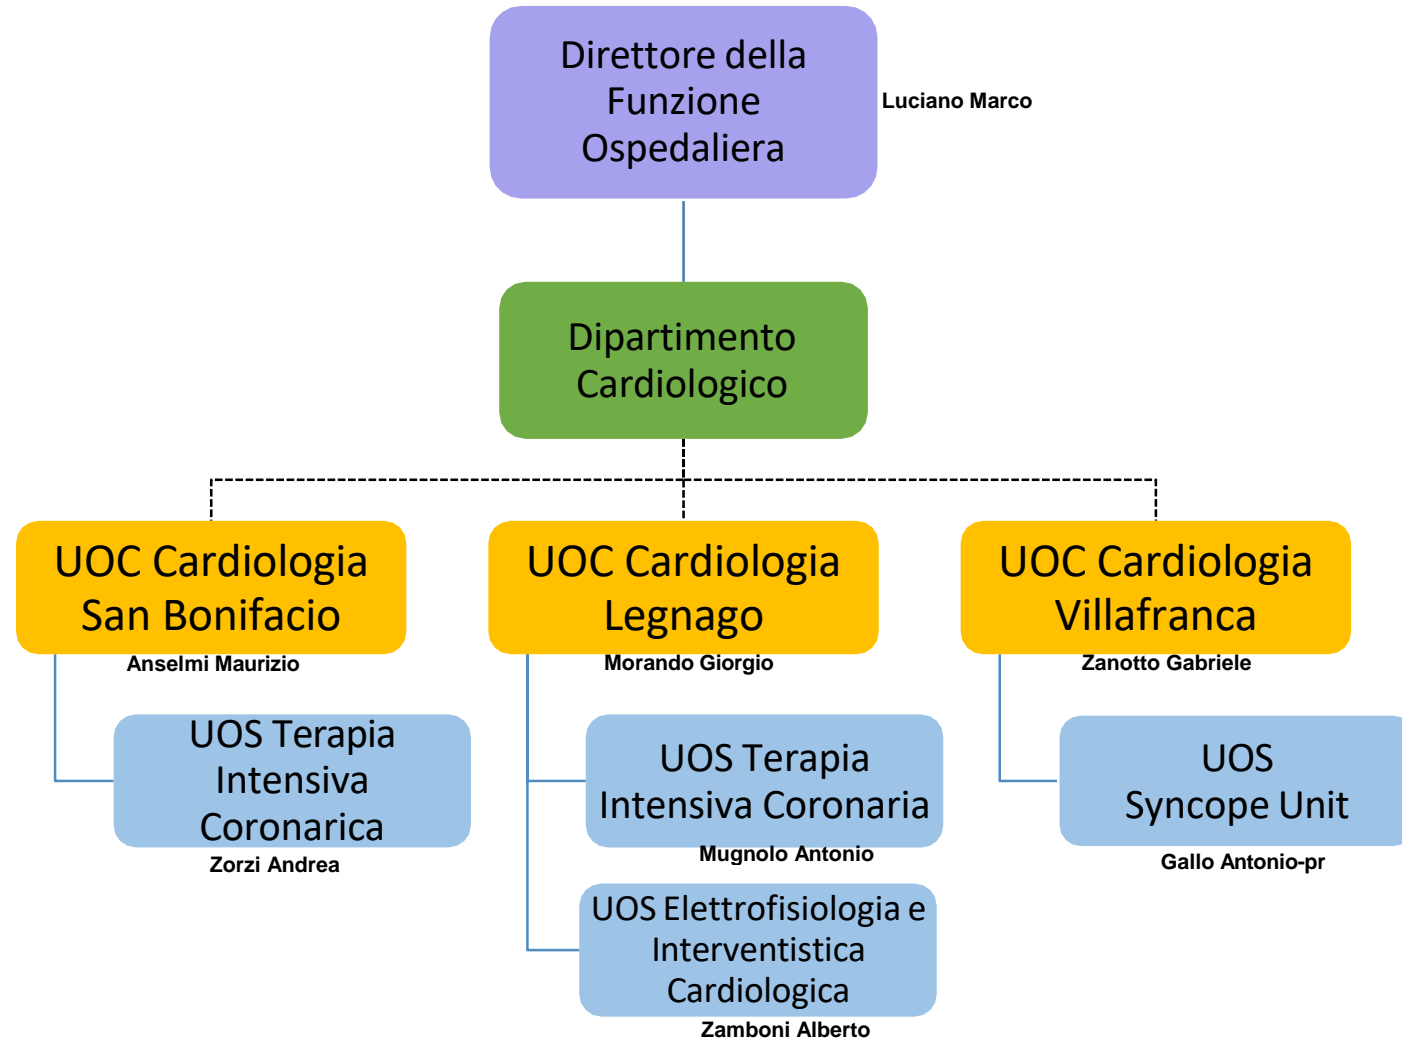 Direttore della
Funzione
Ospedaliera
Luciano Marco
Dipartimento
Cardiologico
UOC Cardiologia
San Bonifacio
Anselmi Maurizio
UOS Terapia
Intensiva
Coronarica
Zorzi Andrea
UOC Cardiologia
Legnago
Morando Giorgio
UOS Terapia
Intensiva Coronaria
Mugnolo Antonio
UOS Elettrofisiologia e
Interventistica
Cardiologica
Zamboni Alberto
UOC Cardiologia
Villafranca
Zanotto Gabriele
UOS
Syncope Unit
Gallo Antonio-pr